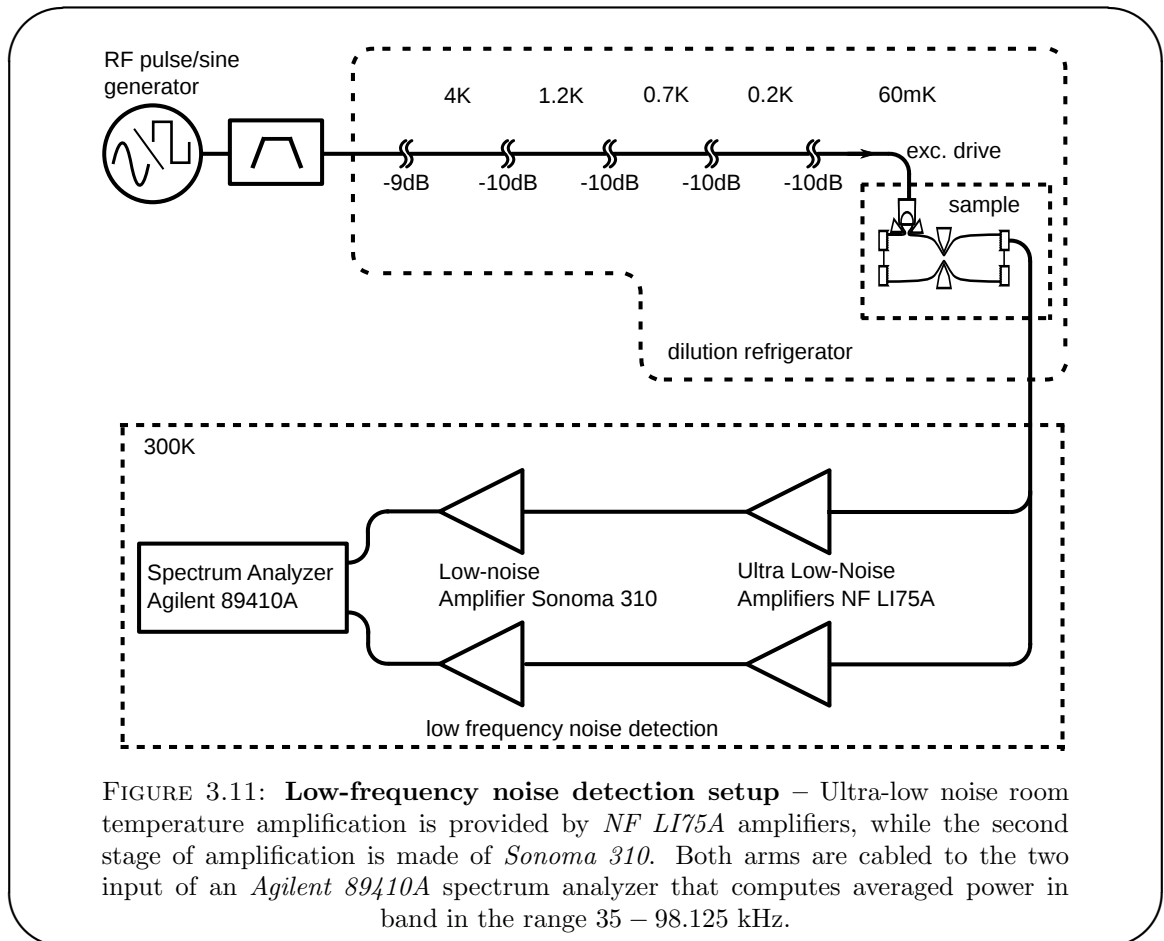 RF pulse/sine
generator
4K 1.2K 0.7K 0.2K 60mK
exc. drive
-9dB -10dB -10dB -10dB -10dB
sample
dilution refrigerator
300K
Spectrum Analyzer
Agilent 89410A
Low-noise
Amplifier Sonoma 310
Ultra Low-Noise
Amplifiers NF LI75A
low frequency noise detection
FIGURE 3.11: Low-frequency noise detection setup – Ultra-low noise room
temperature amplification is provided by NF LI75A amplifiers, while the second
stage of amplification is made of Sonoma 310. Both arms are cabled to the two
input of an Agilent 89410A spectrum analyzer that computes averaged power in
band in the range 35 – 98.125 kHz.